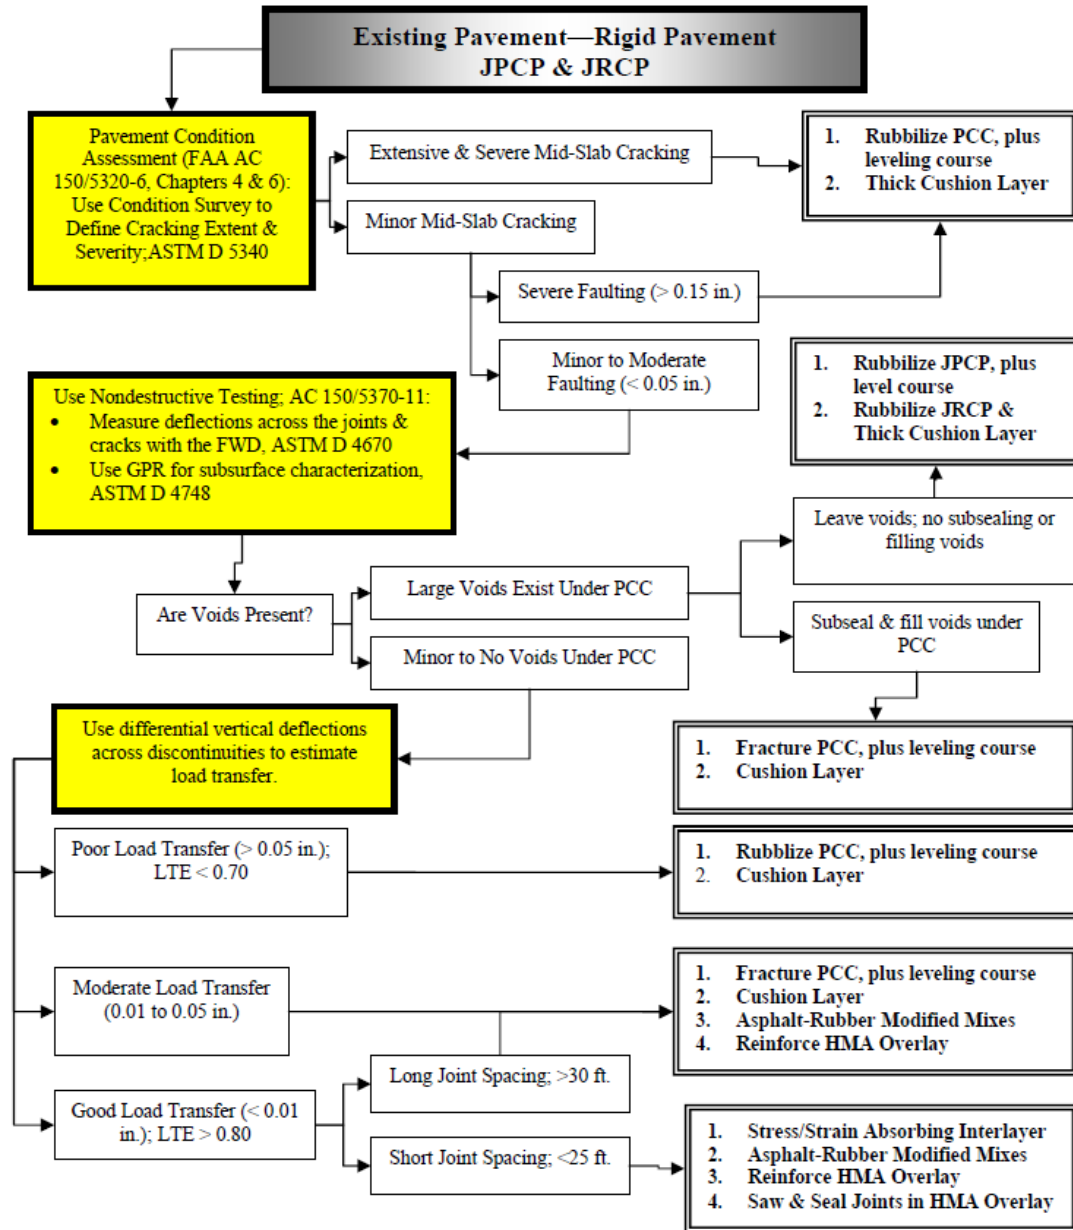 Existing Pavement—Rigid Pavement
JPCP & JRCP
Pavement Condition
Assessment (FAA AC
150/5320-6, Chapters 4 & 6):
Use Condition Survey to
Define Cracking Extent &
Severity;ASTM D 5340
Extensive & Severe Mid-Slab Cracking
1. Rubbilize PCC, plus
leveling course
2. Thick Cushion Layer
Minor Mid-Slab Cracking
Severe Faulting (> 0.15 in.)
Minor to Moderate
Faulting (< 0.05 in.)
1. Rubbilize JPCP, plus
level course
2. Rubbilize JRCP &
Thick Cushion Layer
Use Nondestructive Testing; AC 150/5370-11:
• Measure deflections across the joints &
cracks with the FWD, ASTM D 4670
• Use GPR for subsurface characterization,
ASTM D 4748
Leave voids; no subsealing or
filling voids
Are Voids Present?
Large Voids Exist Under PCC
Subseal & fill voids under
PCC
Minor to No Voids Under PCC
Use differential vertical deflections
across discontinuities to estimate
load transfer.
1. Fracture PCC, plus leveling course
2. Cushion Layer
Poor Load Transfer (> 0.05 in.);
LTE < 0.70
1. Rubblize PCC, plus leveling course
2. Cushion Layer
Moderate Load Transfer
(0.01 to 0.05 in.)
1. Fracture PCC, plus leveling course
2. Cushion Layer
3. Asphalt-Rubber Modified Mixes
4. Reinforce HMA Overlay
Good Load Transfer (< 0.01
in.); LTE > 0.80
Long Joint Spacing; >30 ft.
Short Joint Spacing; <25 ft.
1. Stress/Strain Absorbing Interlayer
2. Asphalt-Rubber Modified Mixes
3. Reinforce HMA Overlay
4. Saw & Seal Joints in HMA Overlay